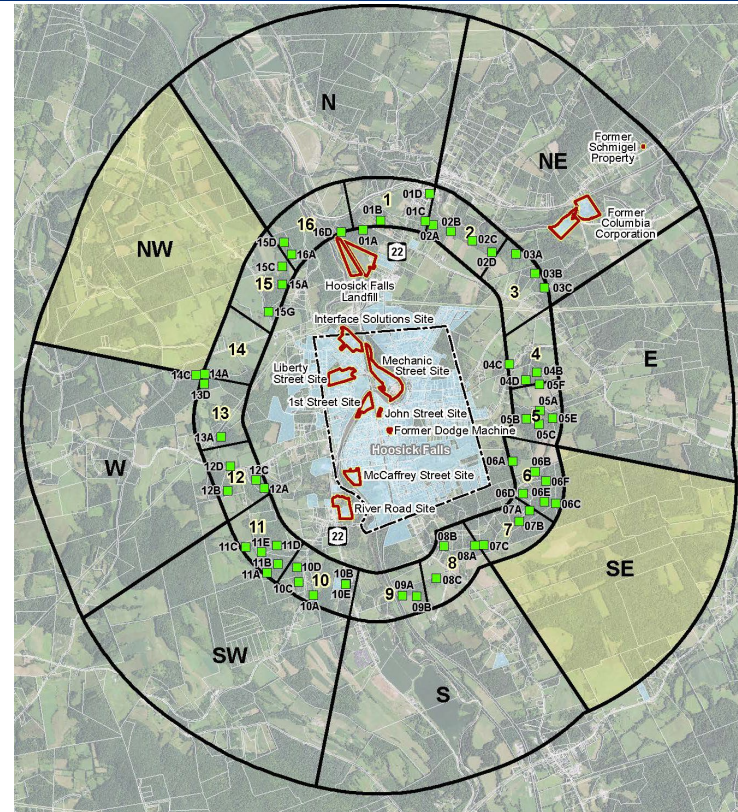 N
NE
Former
Schmigel
Property
Former
Columbia
Corporation
NW
16
1
01D
01B
01C
16D
01A
02A
02B
2
02C
02D
22
15D
16A
15C
15
15A
15G
03A
03B
3
03C
Hoosick Falls
Landfill
Interface Solutions Site
Mechanic
Street Site
Liberty
Street Site
1st Street Site
John Street Site
Former Dodge Machine
Hoosick Falls
McCaffrey Street Site
River Road Site
22
14
14C
14A
13D
13
13A
04C
4
04B
04D
05F
E
05A
05B
5
05E
05C
W
12D
12C
12
12B
12A
06A
06B
6
06F
06D
06E
06C
07A
7
07B
11
11C
11E
11D
11B
11A
10D
10
10B
10C
10E
10A
08B
08A
07C
8
08C
9
09A
09B
SE
SW
S